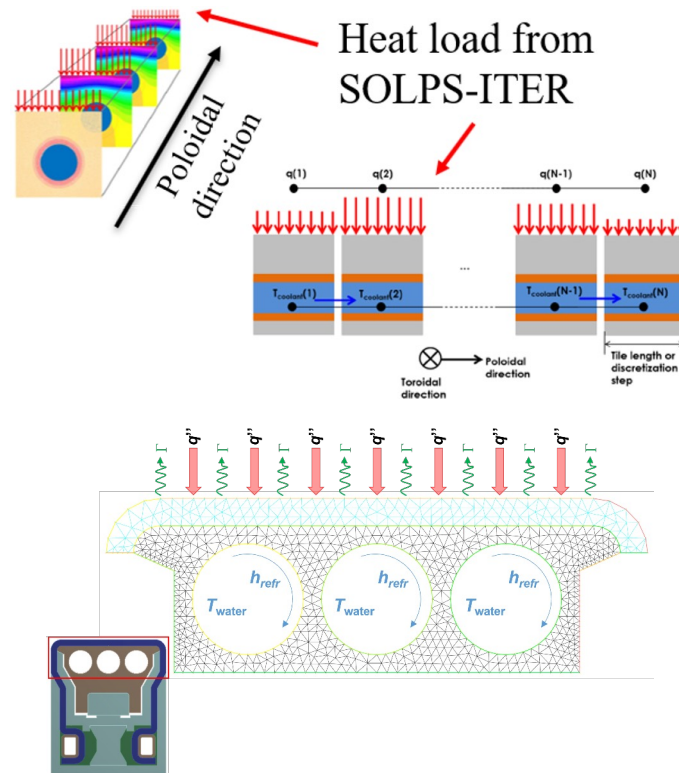 Heat load from
SOLPS-ITER
Poloidal
direction
q(1) q(2) q(N-1) q(N)
...
T_coolant(1) T_coolant(2) T_coolant(N-1) T_coolant(N)
Toroidal
direction
Poloidal
direction
Tile length or
discretization
step
Γ q'' Γ q'' Γ q'' Γ q'' Γ q'' Γ q'' Γ q'' Γ
h_refr h_refr h_refr
T_water T_water T_water